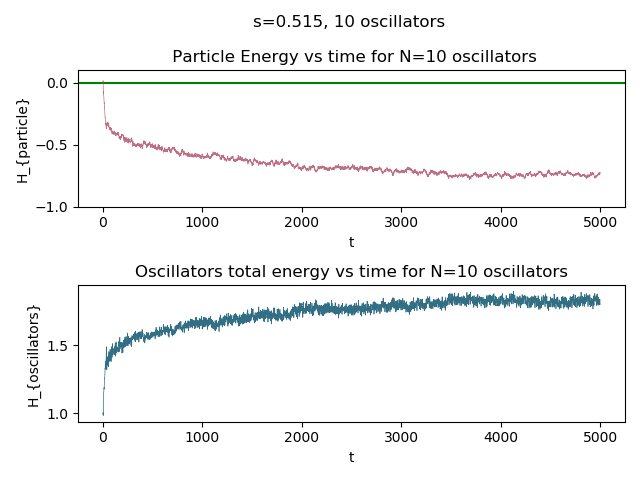 s=0.515, 10 oscillators
Particle Energy vs time for N=10 oscillators
H_{particle}
0.0
−0.5
−1.0
0 1000 2000 3000 4000 5000
t
Oscillators total energy vs time for N=10 oscillators
H_{oscillators}
1.5
1.0
0 1000 2000 3000 4000 5000
t